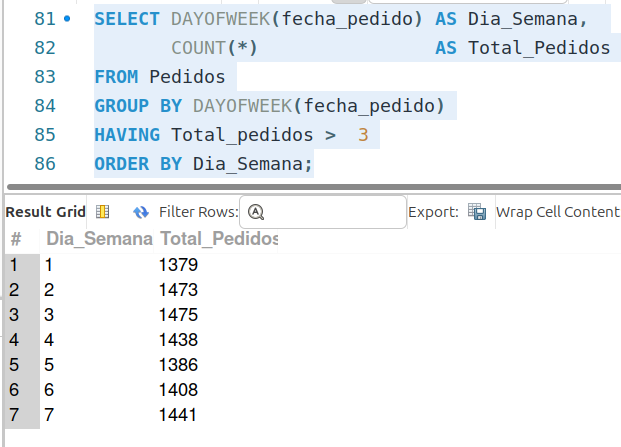 81 SELECT DAYOFWEEK(fecha_pedido) AS Dia_Semana,
82 COUNT(*) AS Total_Pedidos
83 FROM Pedidos
84 GROUP BY DAYOFWEEK(fecha_pedido)
85 HAVING Total_pedidos > 3
86 ORDER BY Dia_Semana;
Result Grid Filter Rows: Export: Wrap Cell Content
# Dia_Semana Total_Pedidos
1 1 1379
2 2 1473
3 3 1475
4 4 1438
5 5 1386
6 6 1408
7 7 1441